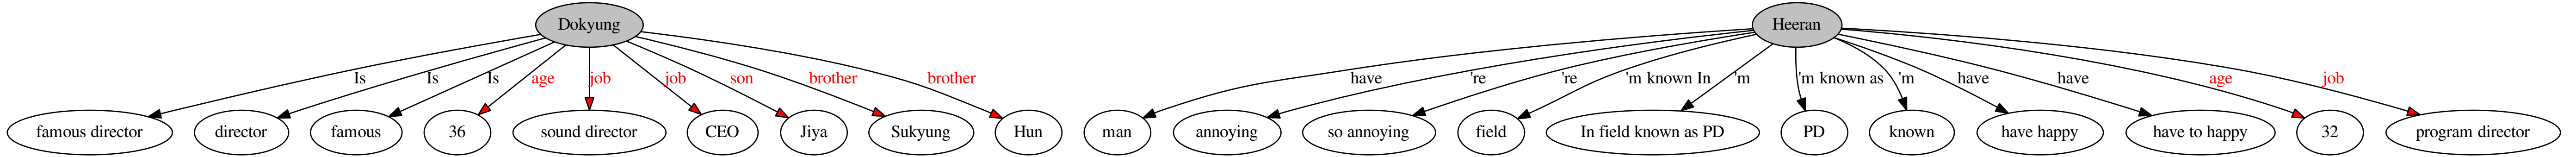 Dokyung Heeran
Is Is Is age job job son brother brother have 're 're 'm known In 'm 'm known as 'm have have age job
famous director director famous 36 sound director CEO Jiya Sukyung Hun man annoying so annoying field In field known as PD PD known have happy have to happy 32 program director